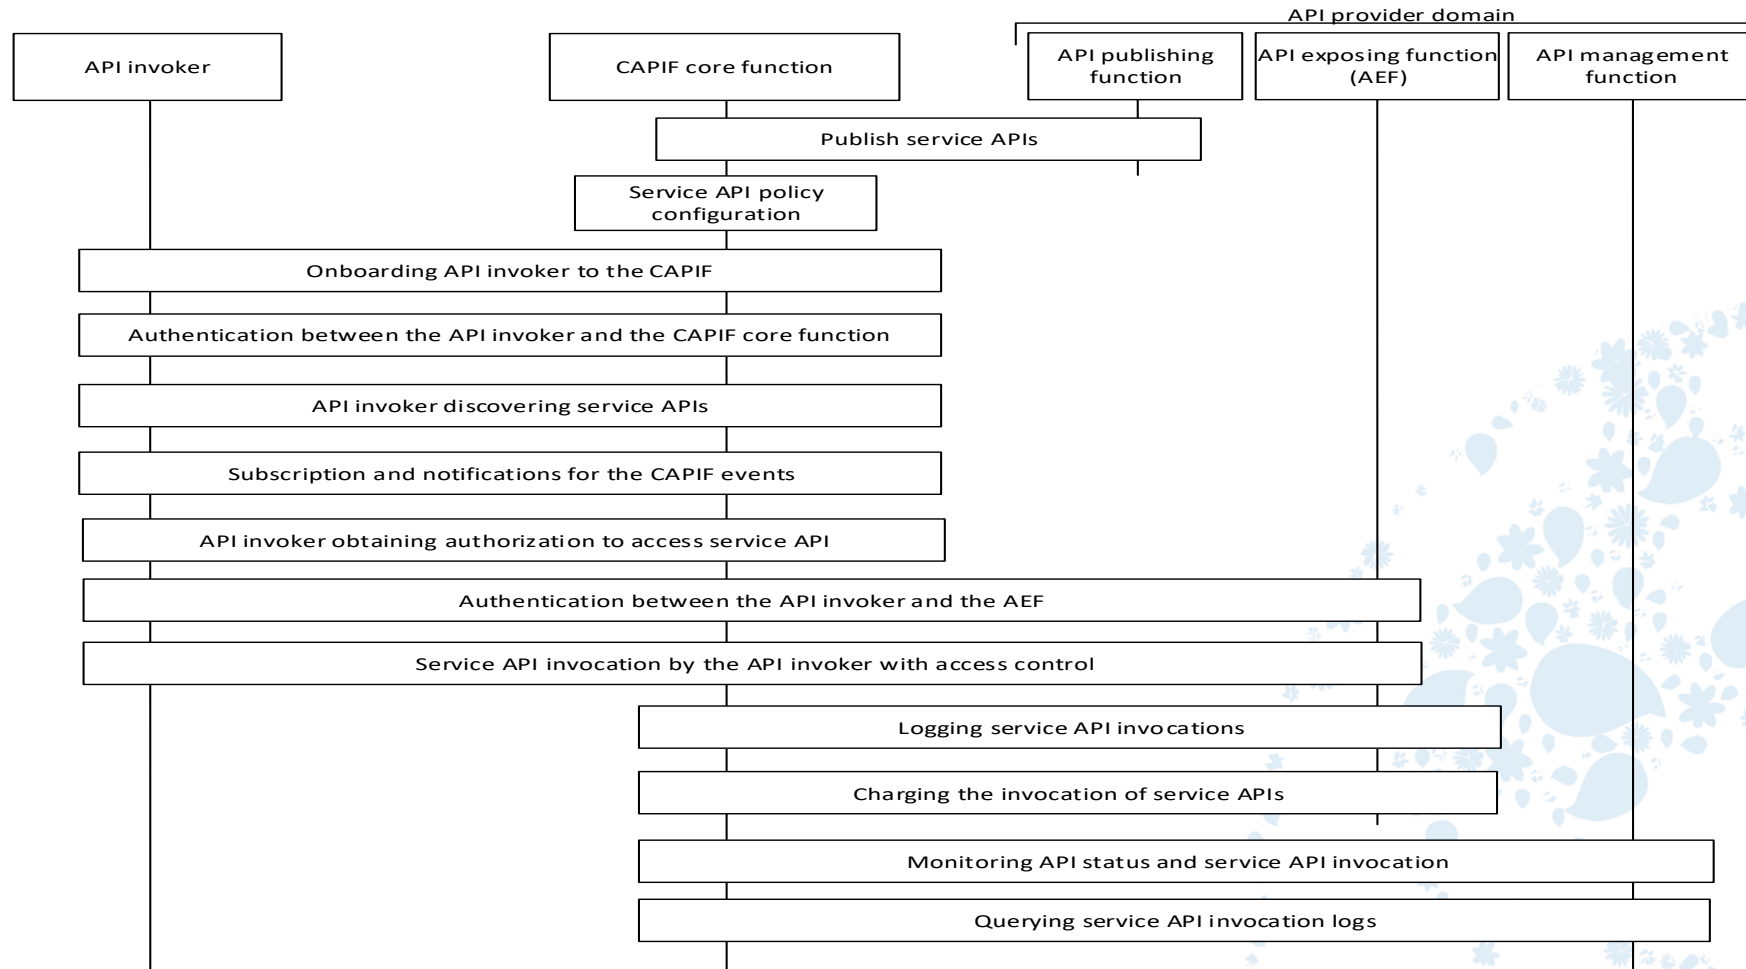 API provider domain
API invoker
CAPIF core function
API publishing
function
API exposing function
(AEF)
API management
function
Publish service APIs
Service API policy
configuration
Onboarding API invoker to the CAPIF
Authentication between the API invoker and the CAPIF core function
API invoker discovering service APIs
Subscription and notifications for the CAPIF events
API invoker obtaining authorization to access service API
Authentication between the API invoker and the AEF
Service API invocation by the API invoker with access control
Logging service API invocations
Charging the invocation of service APIs
Monitoring API status and service API invocation
Querying service API invocation logs